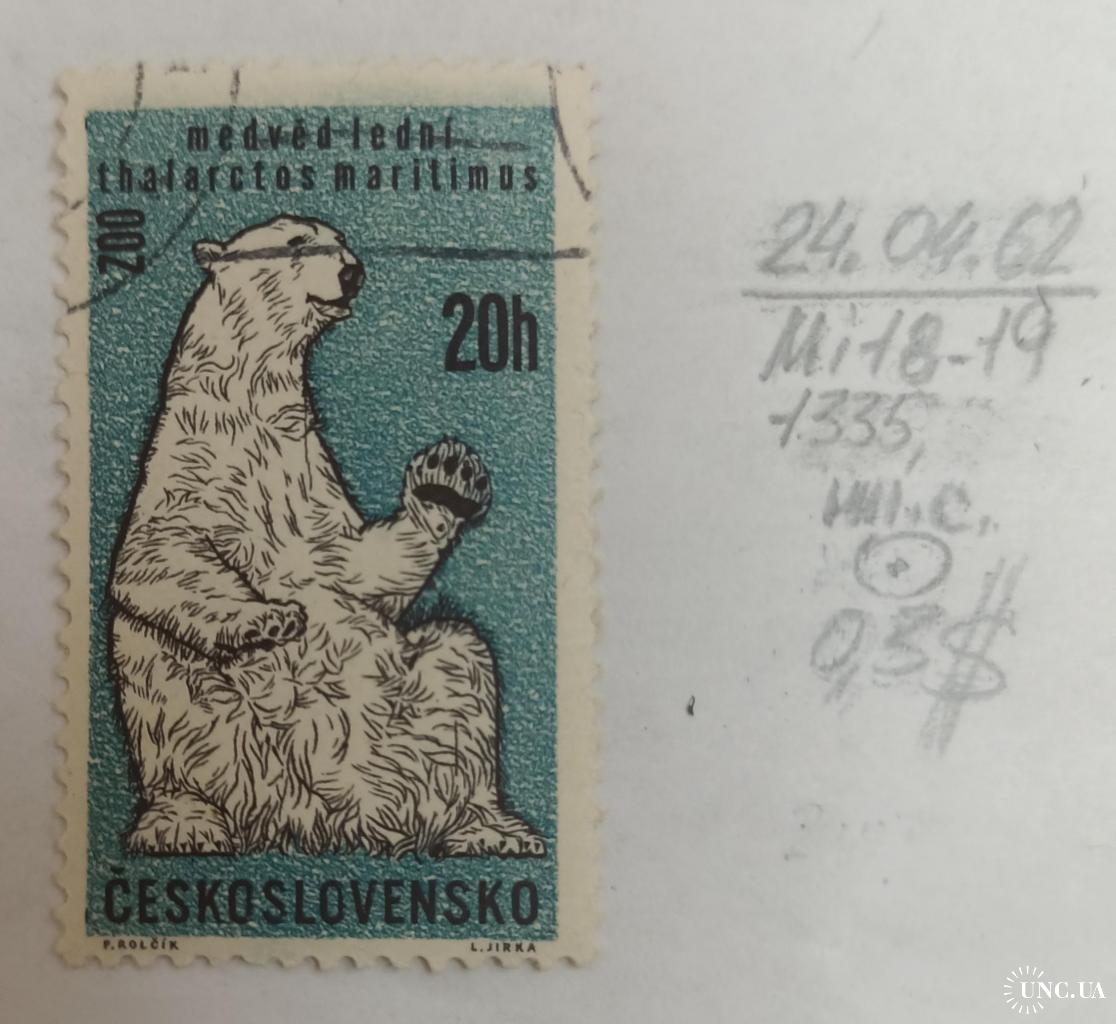 medvěd lední
thalarctos maritimus
ZOO
20h
ČESKOSLOVENSKO
P. ROLČÍK
L. JIRKA
24.04.62
Mi 18-19
1335,
0,3$
UNC.UA